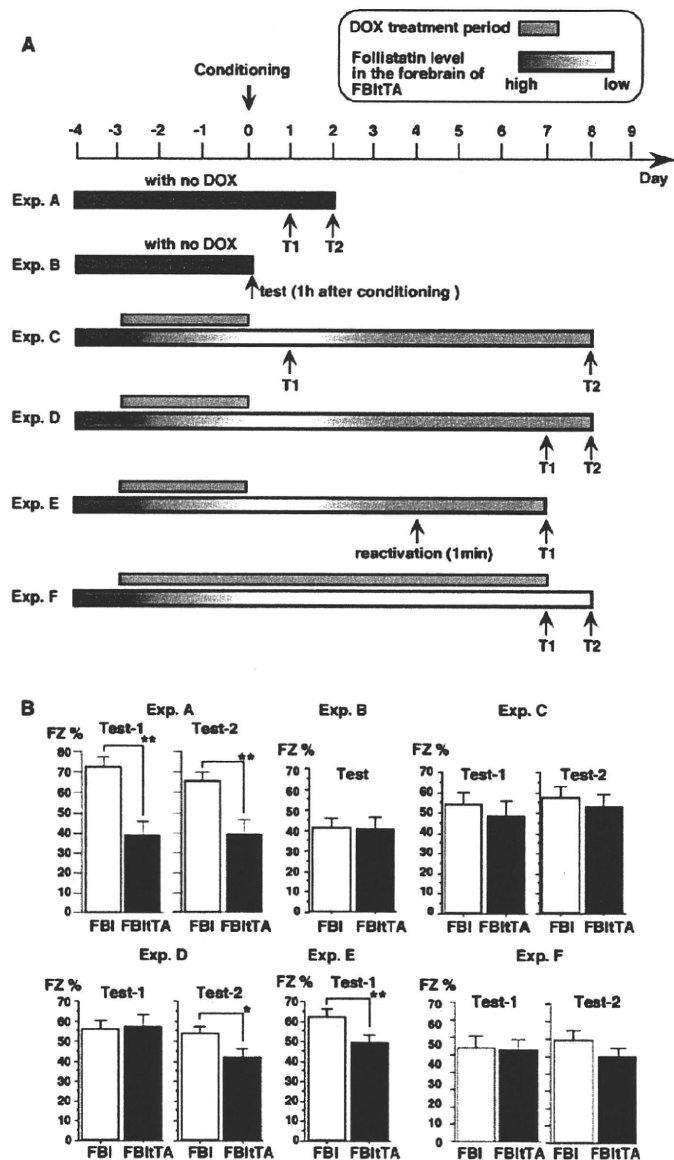 A
DOX treatment period
Follistatin level
in the forebrain of
FBItTA
high low
Conditioning
-4 -3 -2 -1 0 1 2 3 4 5 6 7 8 9
Day
with no DOX
Exp. A
T1 T2
with no DOX
Exp. B
test (1h after conditioning )
Exp. C
T1 T2
Exp. D
T1 T2
Exp. E
reactivation (1min) T1
Exp. F
T1 T2
B
Exp. A Exp. B Exp. C
FZ % Test-1 ** Test-2 ** FZ % Test FZ % Test-1 Test-2
80
70 70 70
60 60 60
50 50 50
40 40 40
30 30 30
20 20 20
10 10 10
0 0 0
FBI FBItTA FBI FBItTA FBI FBItTA FBI FBItTA FBI FBItTA
Exp. D Exp. E Exp. F
FZ % Test-1 Test-2 * FZ % Test-1 ** FZ % Test-1 Test-2
70 70 70
60 60 60
50 50 50
40 40 40
30 30 30
20 20 20
10 10 10
0 0 0
FBI FBItTA FBI FBItTA FBI FBItTA FBI FBItTA FBI FBItTA